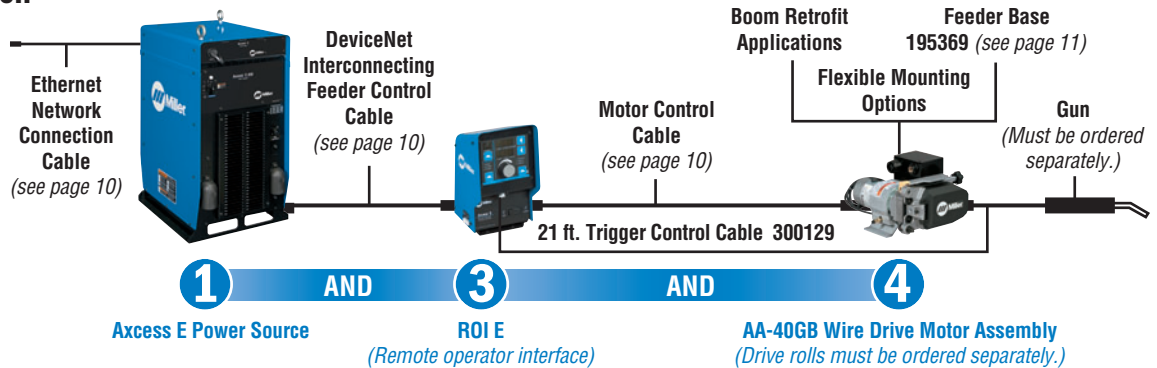 Ethernet
Network
Connection
Cable
(see page 10)
Miller
DeviceNet
Interconnecting
Feeder Control
Cable
(see page 10)
Miller
Motor Control
Cable
(see page 10)
21 ft. Trigger Control Cable 300129
Boom Retrofit
Applications
Feeder Base
195369 (see page 11)
Flexible Mounting
Options
Miller
Gun
(Must be ordered
separately.)
1 AND 3 AND 4
Axcess E Power Source
ROI E
(Remote operator interface)
AA-40GB Wire Drive Motor Assembly
(Drive rolls must be ordered separately.)